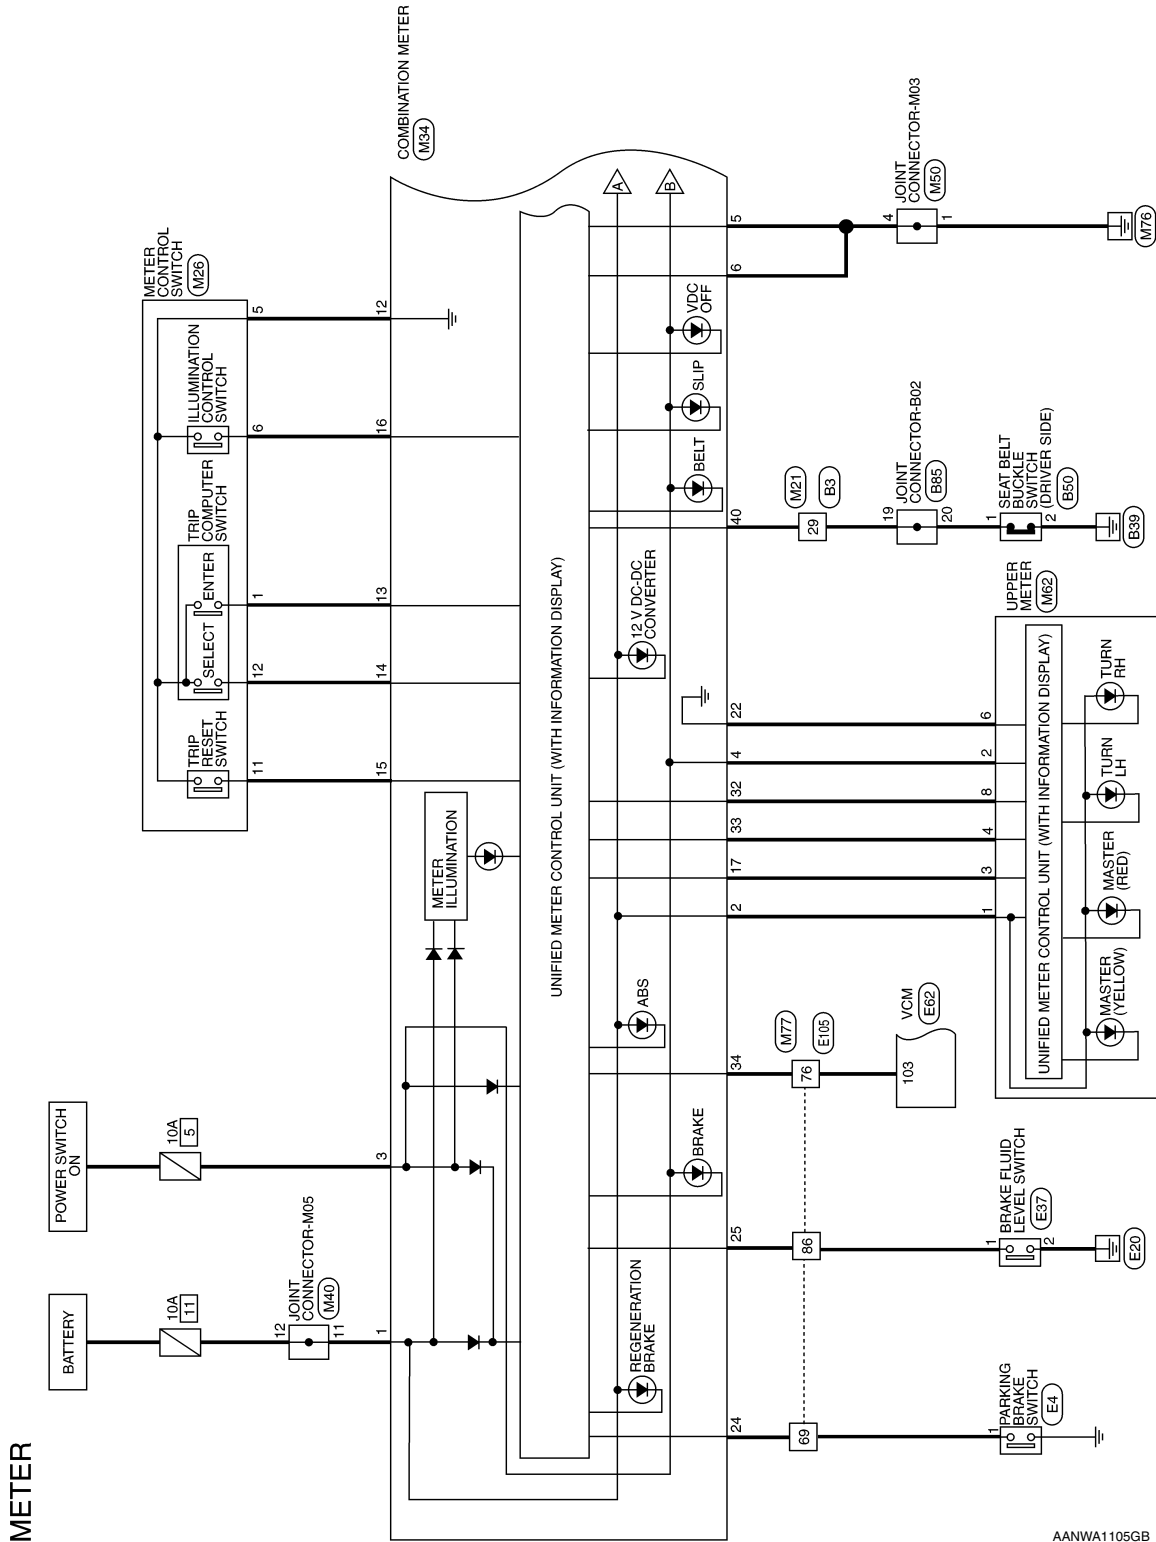 METER
BATTERY
10A
11
12
JOINT
CONNECTOR-M05
M40
11
1
POWER SWITCH
ON
10A
5
3
METER
CONTROL
SWITCH
M26
TRIP
RESET
SWITCH
TRIP
COMPUTER
SWITCH
SELECT
ENTER
ILLUMINATION
CONTROL
SWITCH
11
12
1
6
5
15
14
13
16
12
COMBINATION METER
M34
METER
ILLUMINATION
UNIFIED METER CONTROL UNIT (WITH INFORMATION DISPLAY)
A
B
REGENERATION
BRAKE
BRAKE
ABS
12 V DC-DC
CONVERTER
BELT
SLIP
VDC
OFF
24
25
34
2
17
33
32
4
22
40
6
5
69
86
76
M77
E105
29
M21
B3
103
VCM
E62
1
PARKING
BRAKE
SWITCH
E4
1
BRAKE FLUID
LEVEL SWITCH
E37
2
E20
1
3
4
8
2
6
UPPER
METER
M62
UNIFIED METER CONTROL UNIT (WITH INFORMATION DISPLAY)
MASTER
(YELLOW)
MASTER
(RED)
TURN
LH
TURN
RH
19
JOINT
CONNECTOR-B02
B85
20
1
SEAT BELT
BUCKLE
SWITCH
(DRIVER SIDE)
B50
2
B39
4
JOINT
CONNECTOR-M03
M50
1
M76
AANWA1105GB